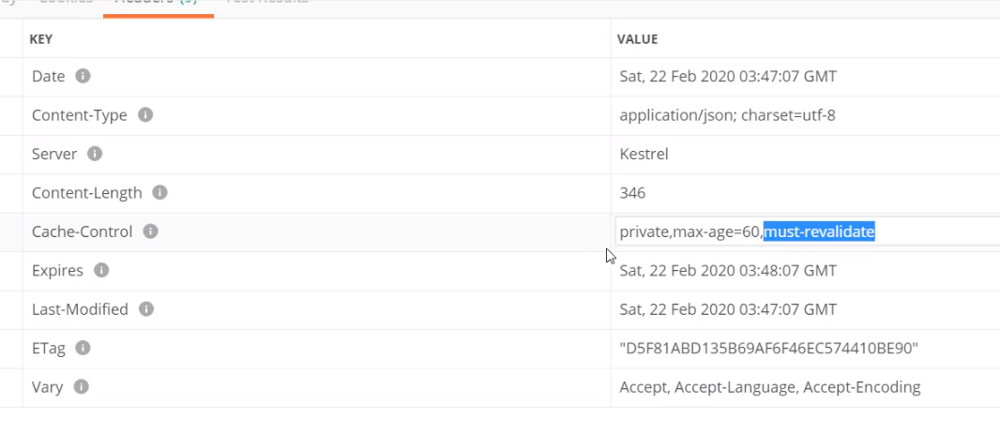 KEY VALUE
Date Sat, 22 Feb 2020 03:47:07 GMT
Content-Type application/json; charset=utf-8
Server Kestrel
Content-Length 346
Cache-Control private,max-age=60,must-revalidate
Expires Sat, 22 Feb 2020 03:48:07 GMT
Last-Modified Sat, 22 Feb 2020 03:47:07 GMT
ETag "D5F81ABD135B69AF6F46EC574410BE90"
Vary Accept, Accept-Language, Accept-Encoding